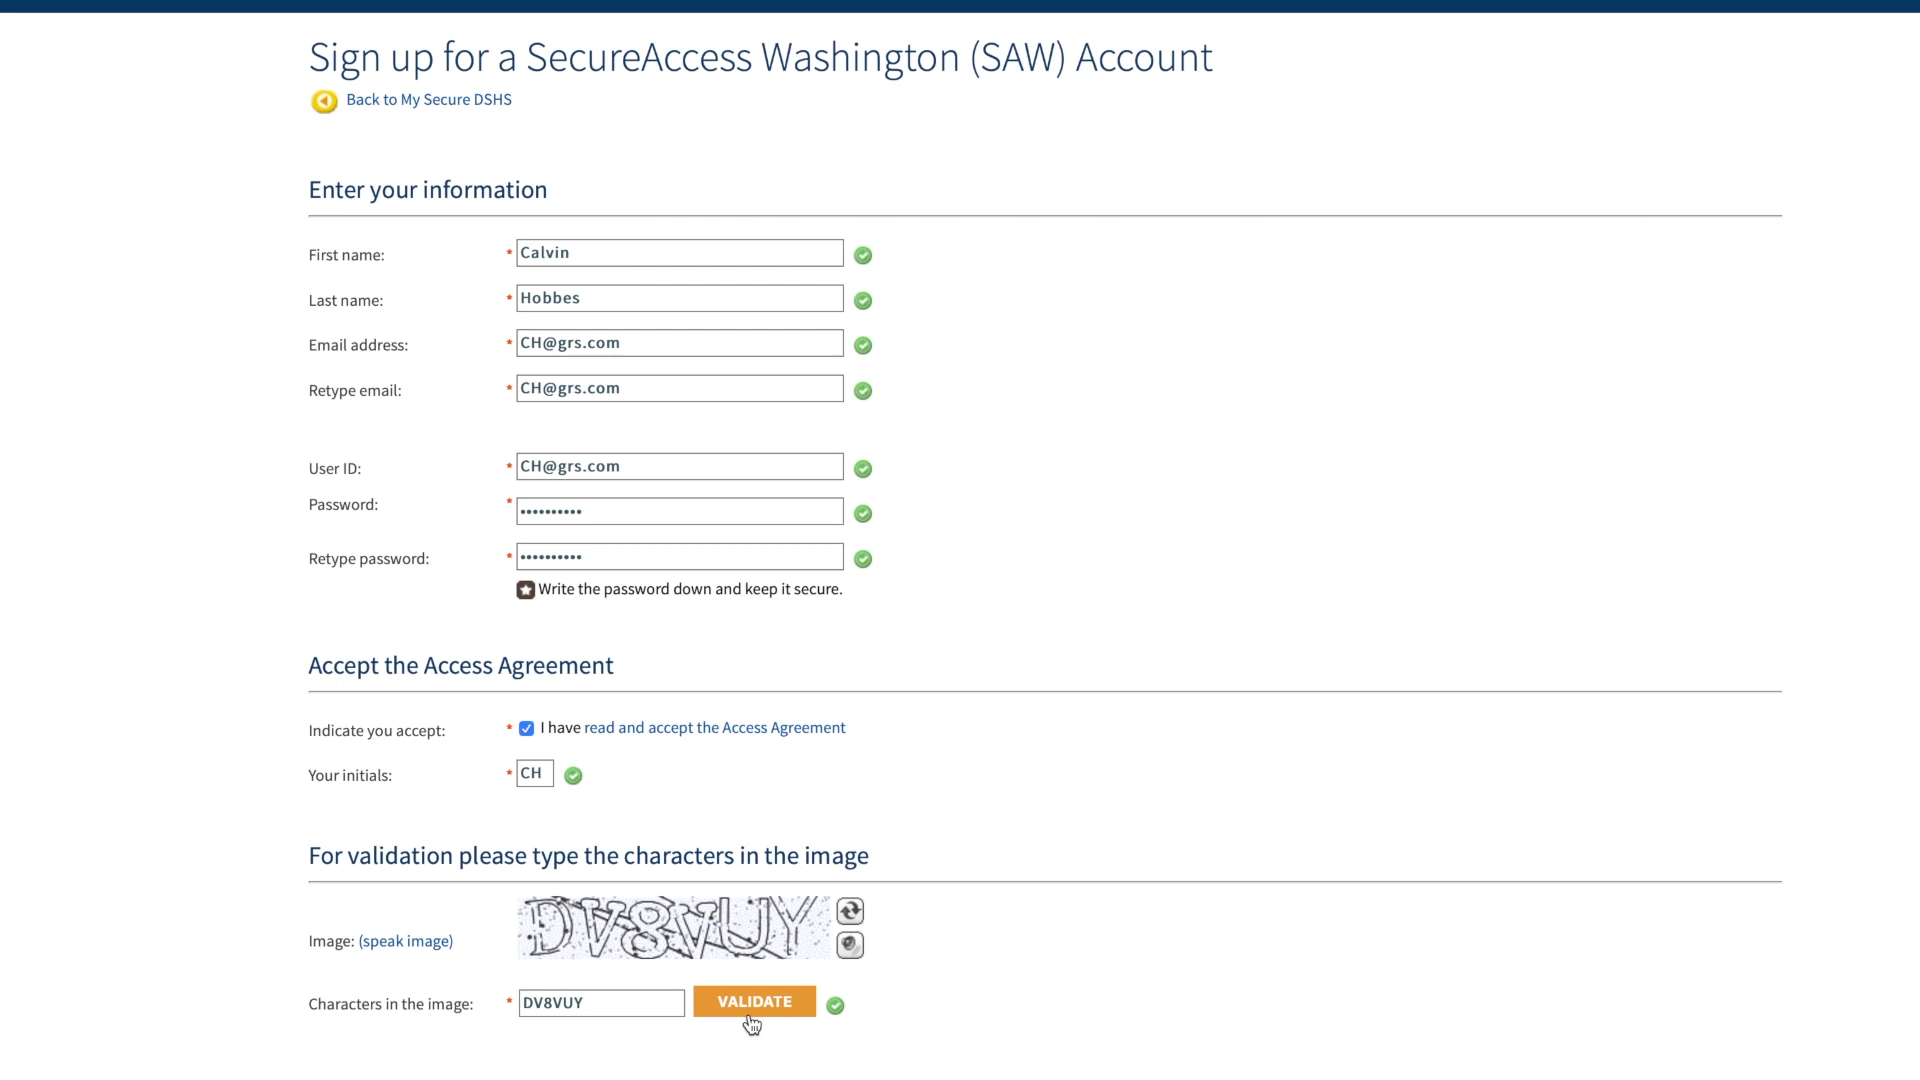 Sign up for a SecureAccess Washington (SAW) Account
Back to My Secure DSHS
Enter your information
First name: * Calvin
Last name: * Hobbes
Email address: * CH@grs.com
Retype email: * CH@grs.com
User ID: * CH@grs.com
Password: * ••••••••••
Retype password: * ••••••••••
Write the password down and keep it secure.
Accept the Access Agreement
Indicate you accept: * I have read and accept the Access Agreement
Your initials: * CH
For validation please type the characters in the image
DV8VUY
Image: (speak image)
Characters in the image: * DV8VUY VALIDATE